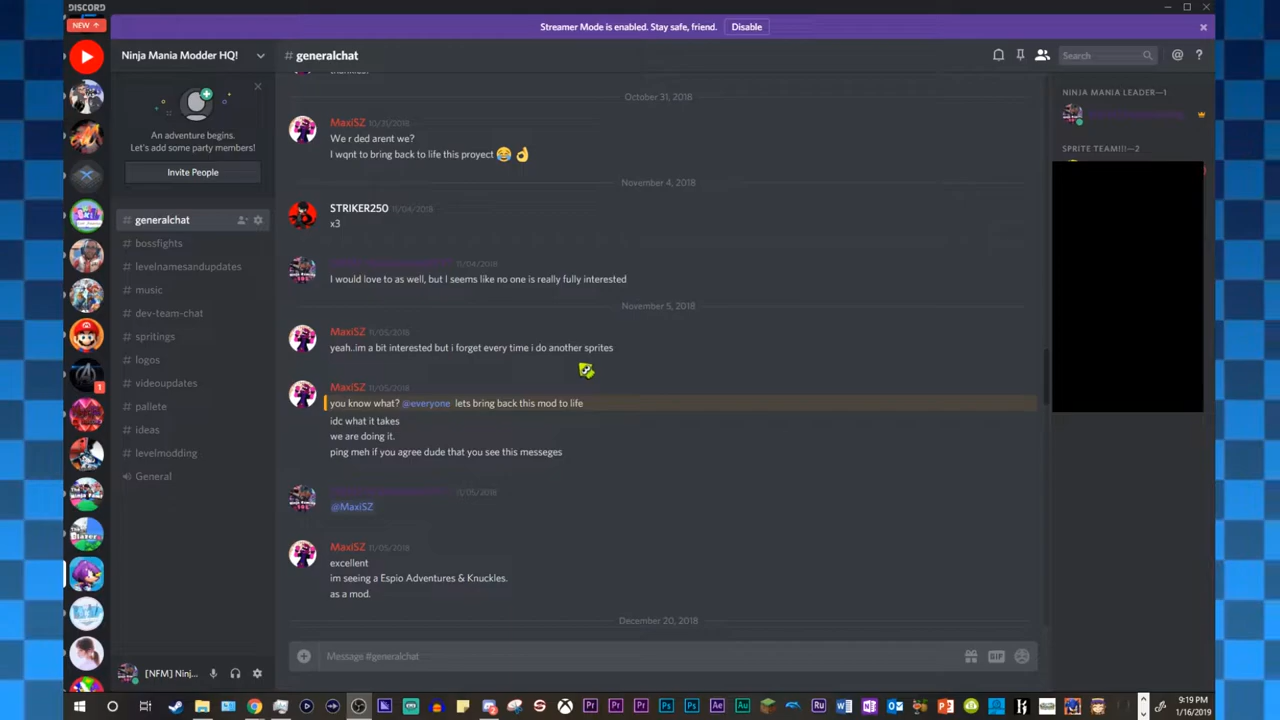 DISCORD
Streamer Mode is enabled. Stay safe, friend.
Disable
NEW ↑
Ninja Mania Modder HQ!
# generalchat
Search
An adventure begins.
Let's add some party members!
Invite People
# generalchat
# bossfights
# levelnamesandupdates
# music
# dev-team-chat
# spritings
# logos
# videoupdates
# pallete
# ideas
# levelmodding
General
1
[NFM] Ninj...
October 31, 2018
MaxiSZ 10/31/2018
We r ded arent we?
I wqnt to bring back to life this proyect 😂 👌
November 4, 2018
STRIKER250 11/04/2018
x3
11/04/2018
I would love to as well, but I seems like no one is really fully interested
November 5, 2018
MaxiSZ 11/05/2018
yeah..im a bit interested but i forget every time i do another sprites
MaxiSZ 11/05/2018
you know what? @everyone lets bring back this mod to life
idc what it takes
we are doing it.
ping meh if you agree dude that you see this messeges
11/05/2018
@MaxiSZ
MaxiSZ 11/05/2018
excellent
im seeing a Espio Adventures & Knuckles.
as a mod.
December 20, 2018
Message #generalchat
GIF
NINJA MANIA LEADER—1
SPRITE TEAM!!!—2
9:19 PM
1/16/2019